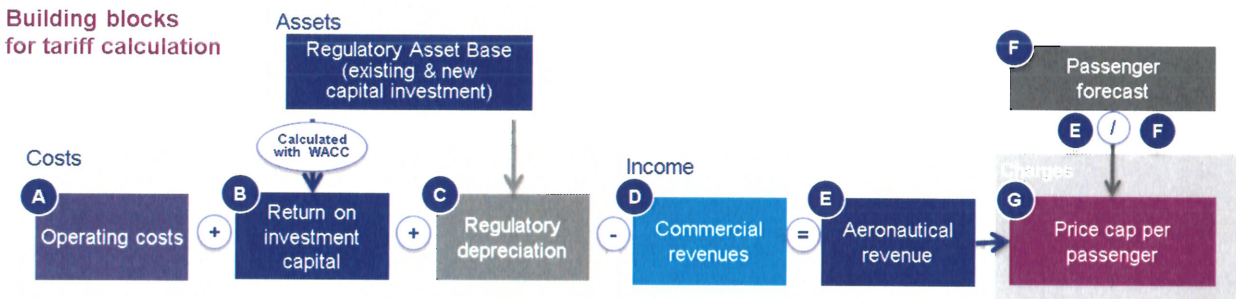 Building blocks
for tariff calculation
Assets
Regulatory Asset Base
(existing & new
capital investment)
F
Passenger
forecast
Calculated
with WACC
E / F
Costs
Income
Charges
A
Operating costs
+
B
Return on
investment
capital
+
C
Regulatory
depreciation
-
D
Commercial
revenues
=
E
Aeronautical
revenue
G
Price cap per
passenger